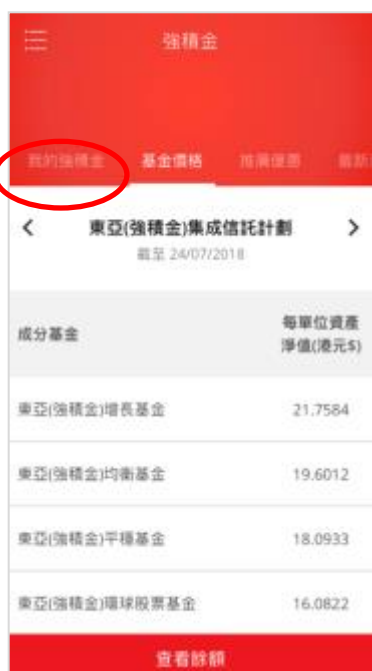 強積金
我的強積金 基金價格 推廣優惠 最新
東亞(強積金)集成信託計劃
截至 24/07/2018
成分基金
每單位資產
淨值(港元$)
東亞(強積金)增長基金 21.7584
東亞(強積金)均衡基金 19.6012
東亞(強積金)平穩基金 18.0933
東亞(強積金)環球股票基金 16.0822
查看餘額